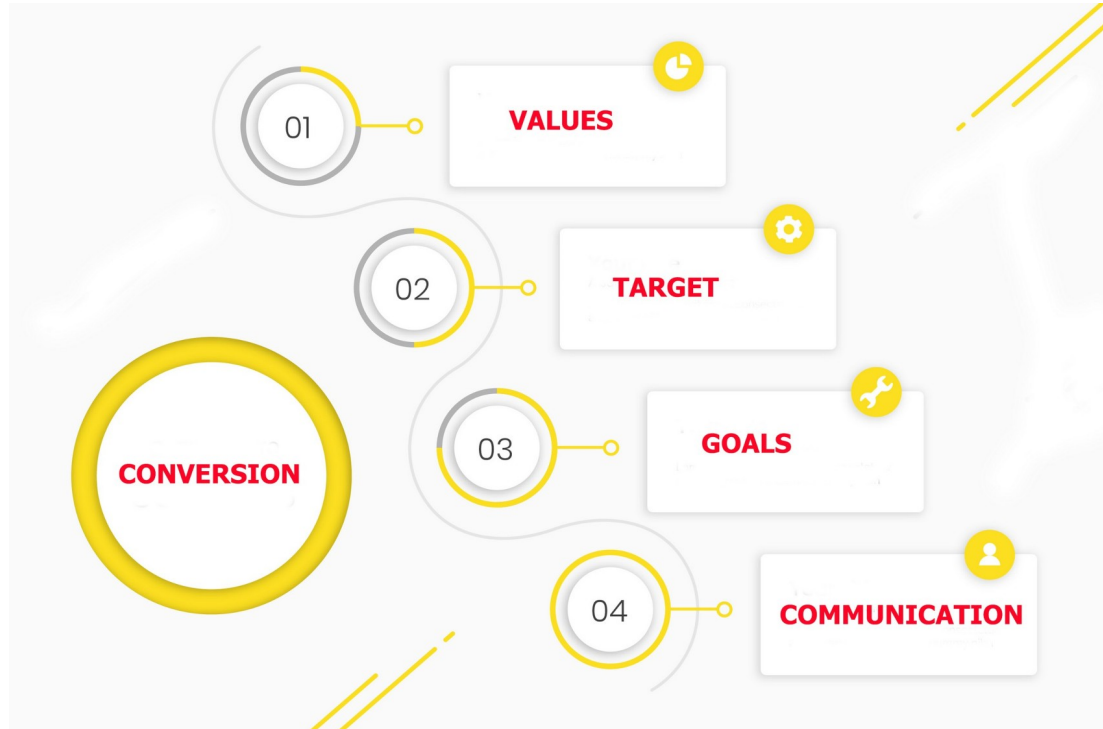 01
VALUES
02
TARGET
03
GOALS
CONVERSION
04
COMMUNICATION